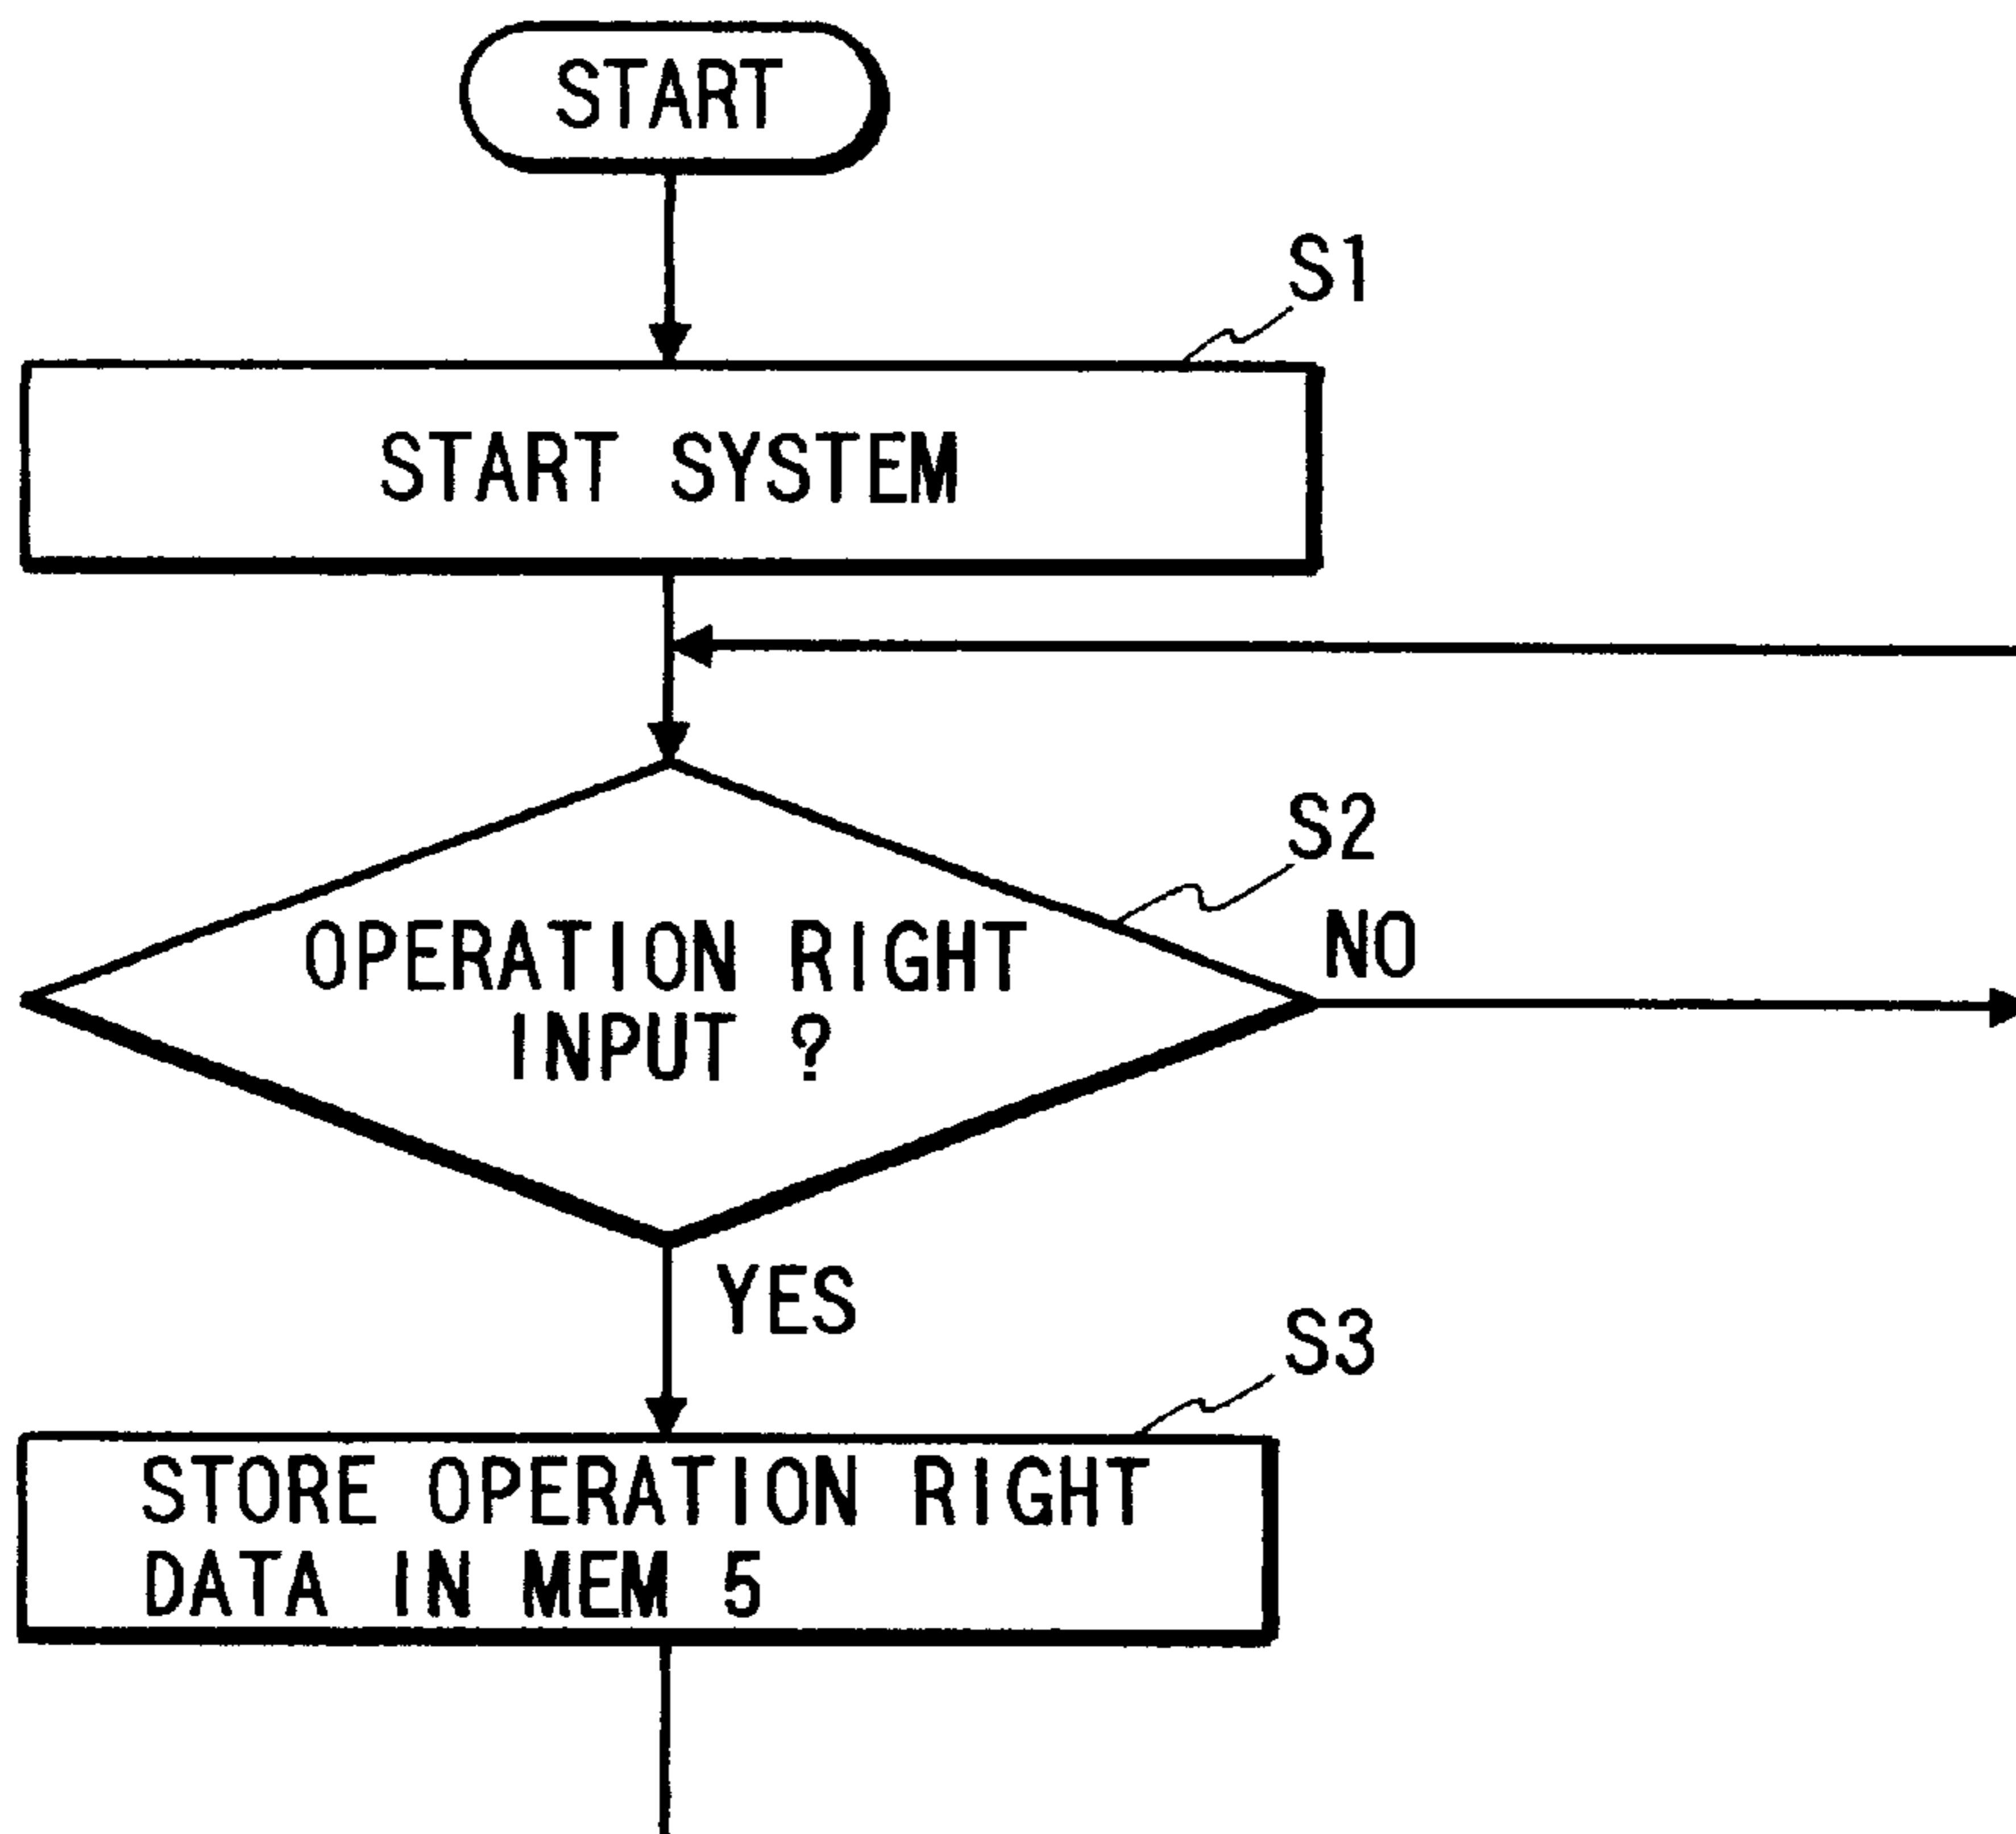 START
S1
START SYSTEM
S2
OPERATION RIGHT
INPUT ?
NO
YES
S3
STORE OPERATION RIGHT
DATA IN MEM 5